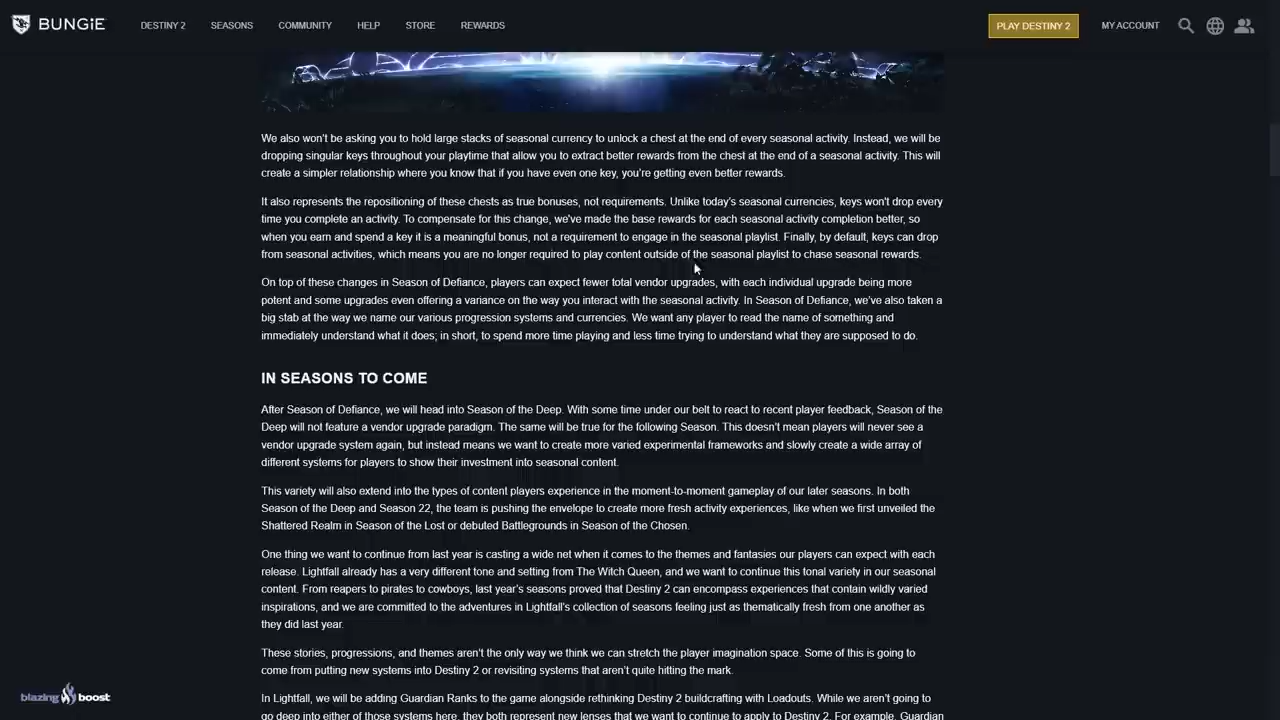 BUNGiE DESTINY 2 SEASONS COMMUNITY HELP STORE REWARDS PLAY DESTINY 2 MY ACCOUNT
We also won't be asking you to hold large stacks of seasonal currency to unlock a chest at the end of every seasonal activity. Instead, we will be
dropping singular keys throughout your playtime that allow you to extract better rewards from the chest at the end of a seasonal activity. This will
create a simpler relationship where you know that if you have even one key, you're getting even better rewards.
It also represents the repositioning of these chests as true bonuses, not requirements. Unlike today's seasonal currencies, keys won't drop every
time you complete an activity. To compensate for this change, we've made the base rewards for each seasonal activity completion better, so
when you earn and spend a key it is a meaningful bonus, not a requirement to engage in the seasonal playlist. Finally, by default, keys can drop
from seasonal activities, which means you are no longer required to play content outside of the seasonal playlist to chase seasonal rewards.
On top of these changes in Season of Defiance, players can expect fewer total vendor upgrades, with each individual upgrade being more
potent and some upgrades even offering a variance on the way you interact with the seasonal activity. In Season of Defiance, we've also taken a
big stab at the way we name our various progression systems and currencies. We want any player to read the name of something and
immediately understand what it does; in short, to spend more time playing and less time trying to understand what they are supposed to do.
IN SEASONS TO COME
After Season of Defiance, we will head into Season of the Deep. With some time under our belt to react to recent player feedback, Season of the
Deep will not feature a vendor upgrade paradigm. The same will be true for the following Season. This doesn't mean players will never see a
vendor upgrade system again, but instead means we want to create more varied experimental frameworks and slowly create a wide array of
different systems for players to show their investment into seasonal content.
This variety will also extend into the types of content players experience in the moment-to-moment gameplay of our later seasons. In both
Season of the Deep and Season 22, the team is pushing the envelope to create more fresh activity experiences, like when we first unveiled the
Shattered Realm in Season of the Lost or debuted Battlegrounds in Season of the Chosen.
One thing we want to continue from last year is casting a wide net when it comes to the themes and fantasies our players can expect with each
release. Lightfall already has a very different tone and setting from The Witch Queen, and we want to continue this tonal variety in our seasonal
content. From reapers to pirates to cowboys, last year's seasons proved that Destiny 2 can encompass experiences that contain wildly varied
inspirations, and we are committed to the adventures in Lightfall's collection of seasons feeling just as thematically fresh from one another as
they did last year.
These stories, progressions, and themes aren't the only way we think we can stretch the player imagination space. Some of this is going to
come from putting new systems into Destiny 2 or revisiting systems that aren't quite hitting the mark.
In Lightfall, we will be adding Guardian Ranks to the game alongside rethinking Destiny 2 buildcrafting with Loadouts. While we aren't going to
go deep into either of those systems here, they both represent new lenses that we want to continue to apply to Destiny 2. For example, Guardian
blazing boost